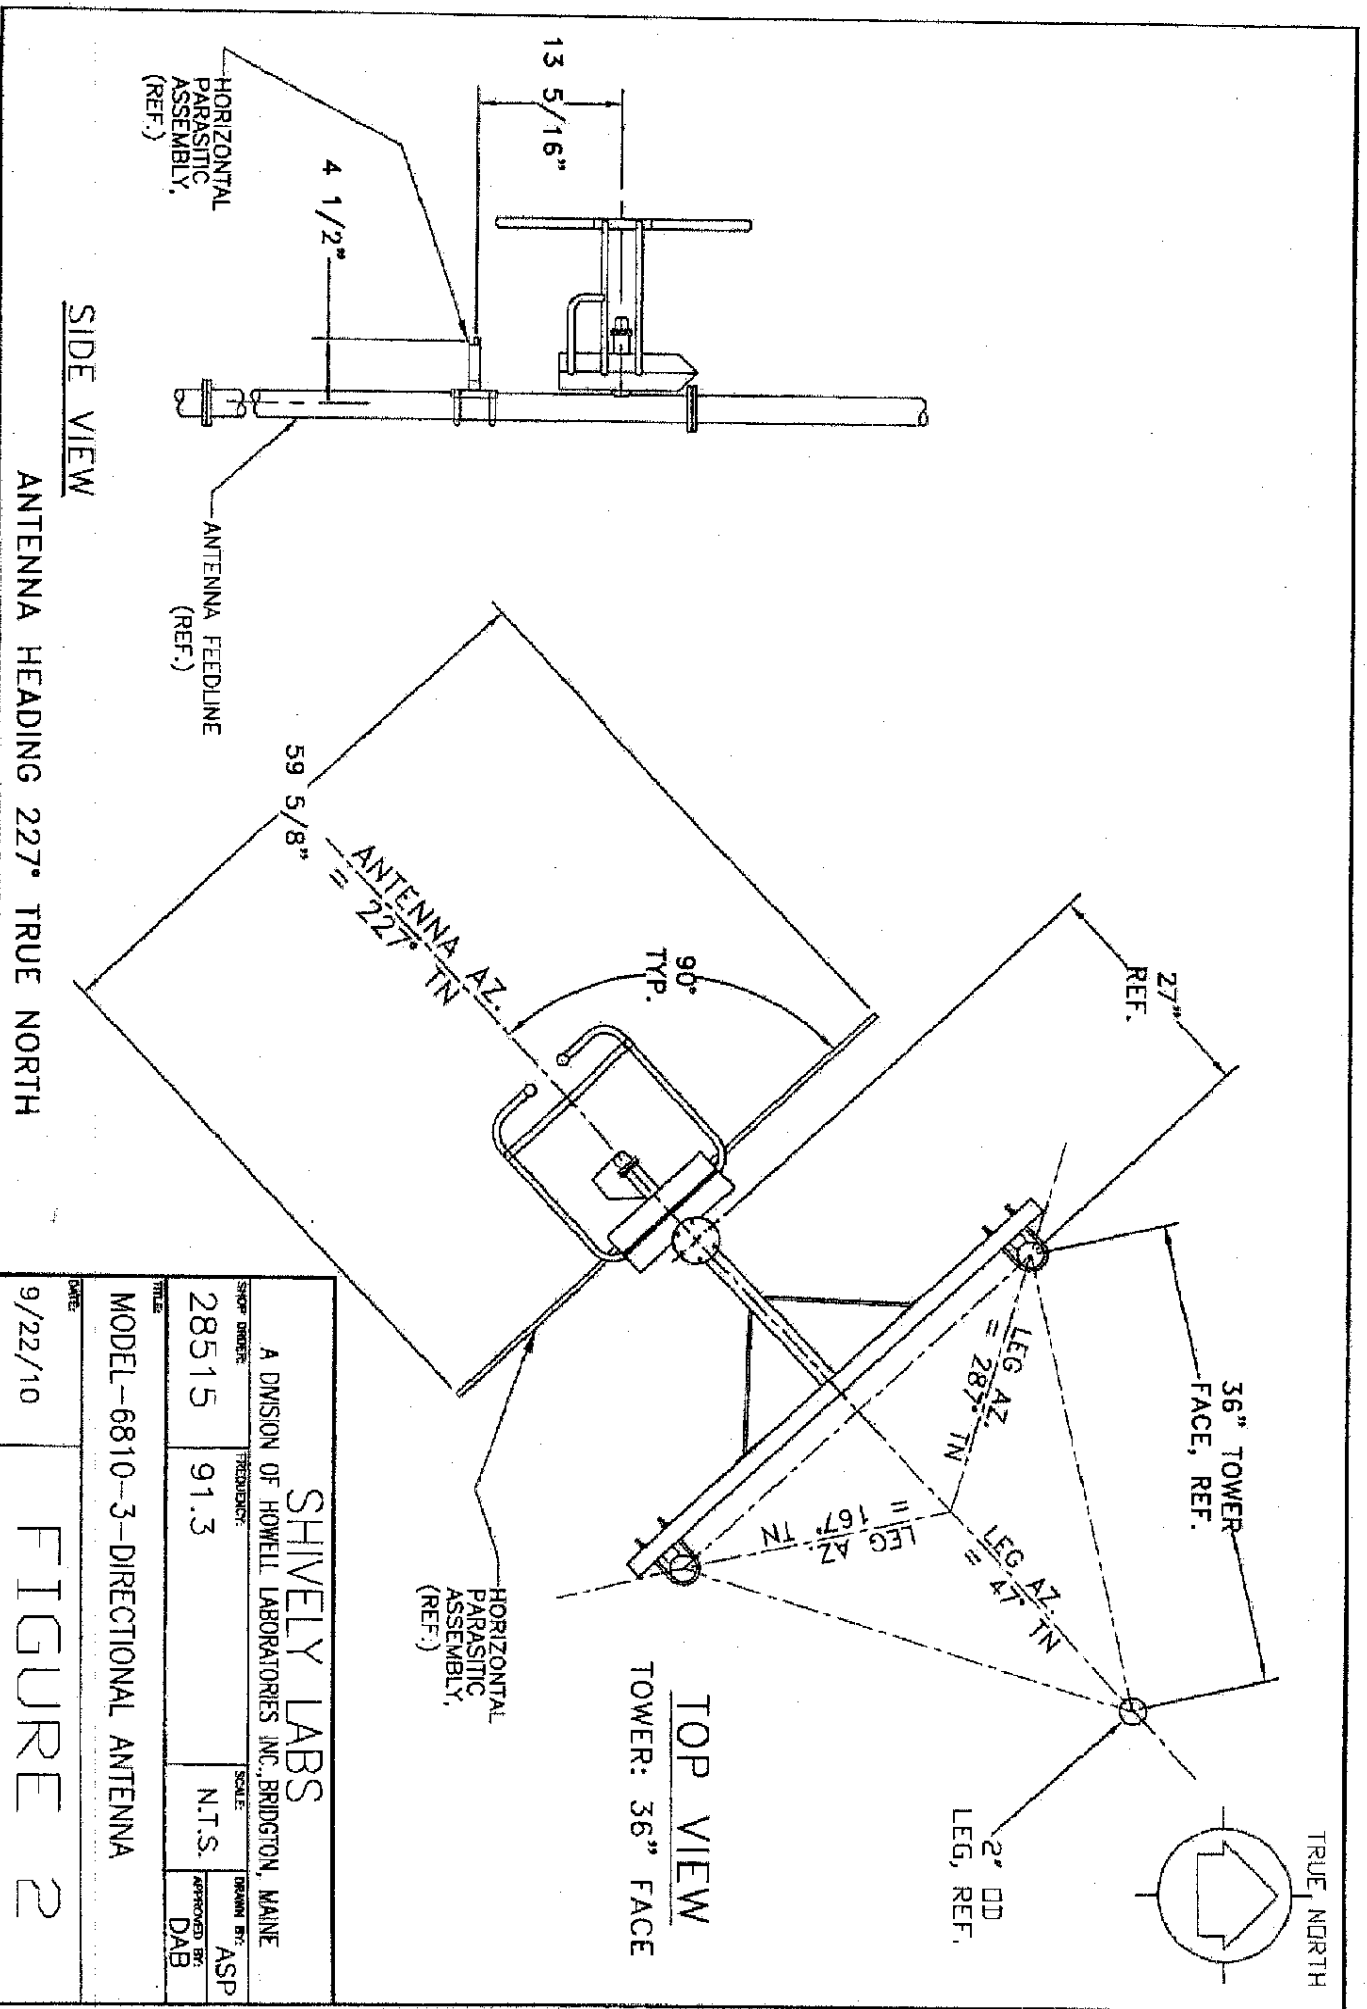 TRUE NORTH
13 5/16"
HORIZONTAL
PARASITIC
ASSEMBLY,
(REF.)
4 1/2"
ANTENNA FEEDLINE
(REF.)
SIDE VIEW
ANTENNA HEADING 227° TRUE NORTH
27"
REF.
36" TOWER
FACE, REF.
59 5/8"
ANTENNA AZ.
= 227° TN
90°
TYP.
LEG AZ.
= 287° TN
LEG AZ.
= 167° TN
LEG AZ.
= 47° TN
2" OD
LEG, REF.
HORIZONTAL
PARASITIC
ASSEMBLY,
(REF.)
TOP VIEW
TOWER: 36" FACE
SHIVELY LABS
A DIVISION OF HOWELL LABORATORIES INC., BRIDGTON, MAINE
SHOP ORDER:
28515
FREQUENCY:
91.3
SCALE:
N.T.S.
DRAWN BY:
ASP
APPROVED BY:
DAB
TITLE:
MODEL-6810-3-DIRECTIONAL ANTENNA
DATE:
9/22/10
FIGURE 2